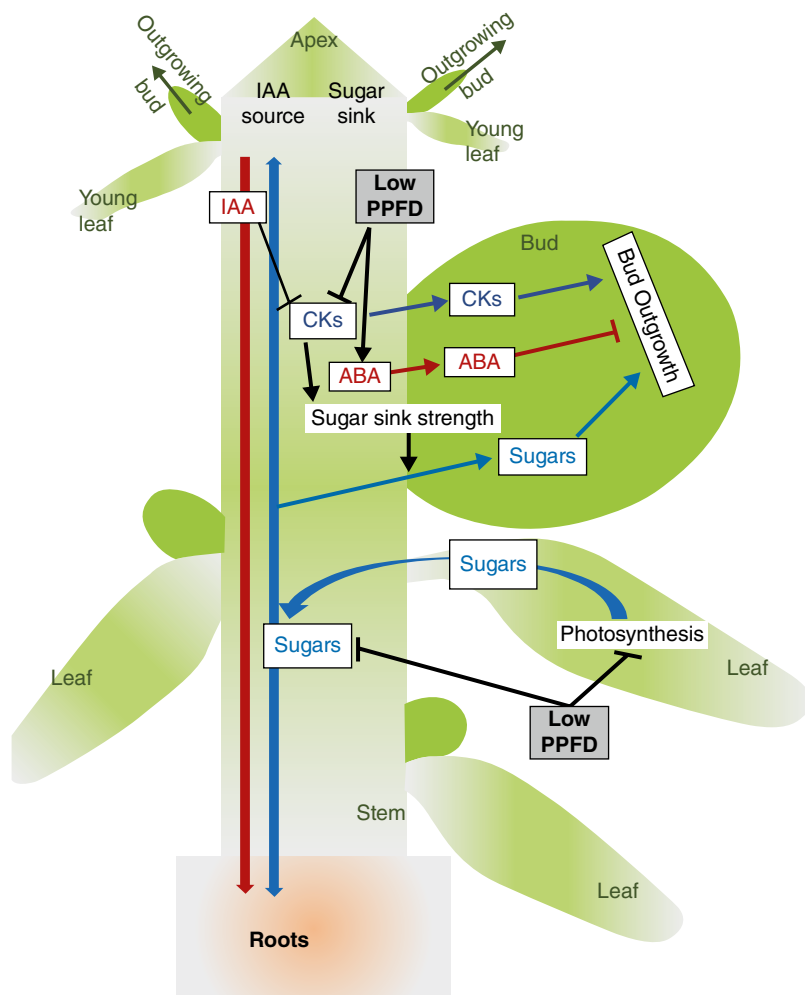 Apex
Outgrowing
bud
Outgrowing
bud
IAA
source
Sugar
sink
Young
leaf
Young
leaf
IAA
Low
PPFD
Bud
CKs
CKs
Bud Outgrowth
ABA
ABA
Sugar sink strength
Sugars
Sugars
Photosynthesis
Sugars
Leaf
Leaf
Low
PPFD
Stem
Leaf
Roots